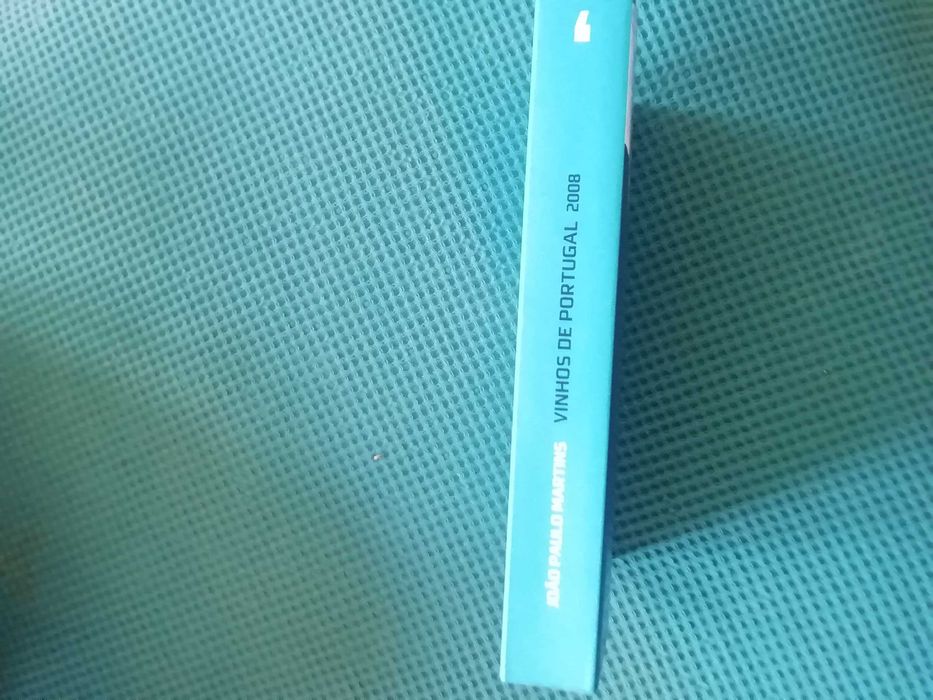 JOÃO PAULO MARTINS VINHOS DE PORTUGAL 2008